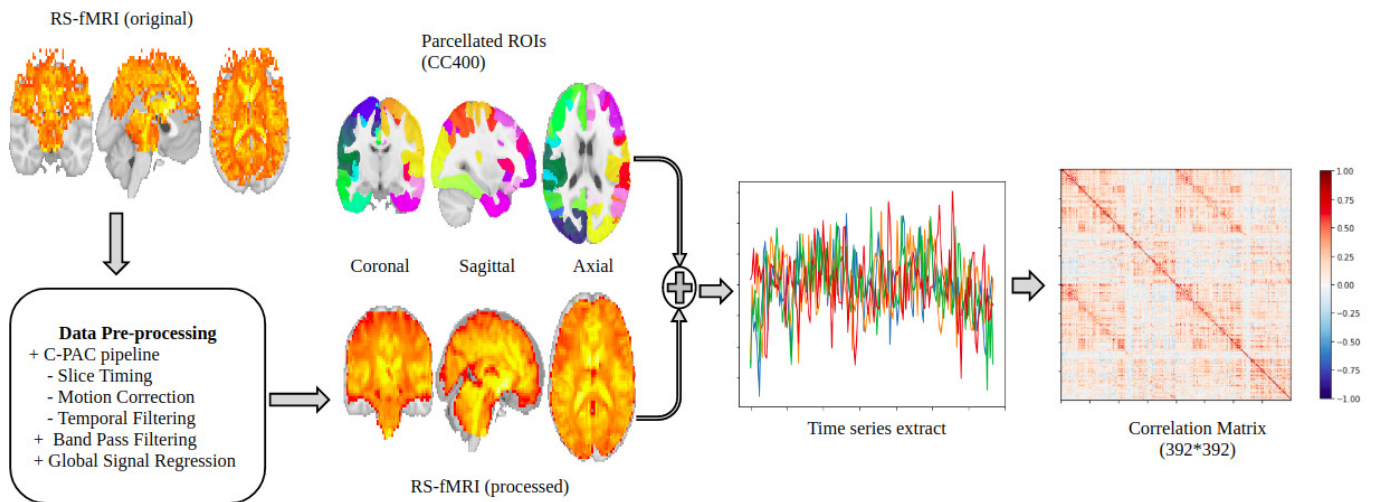 RS-fMRI (original)
Parcellated ROIs
(CC400)
Coronal
Sagittal
Axial
Data Pre-processing
+ C-PAC pipeline
- Slice Timing
- Motion Correction
- Temporal Filtering
+ Band Pass Filtering
+ Global Signal Regression
RS-fMRI (processed)
Time series extract
1.00
0.75
0.50
0.25
0.00
−0.25
−0.50
−0.75
−1.00
Correlation Matrix
(392*392)